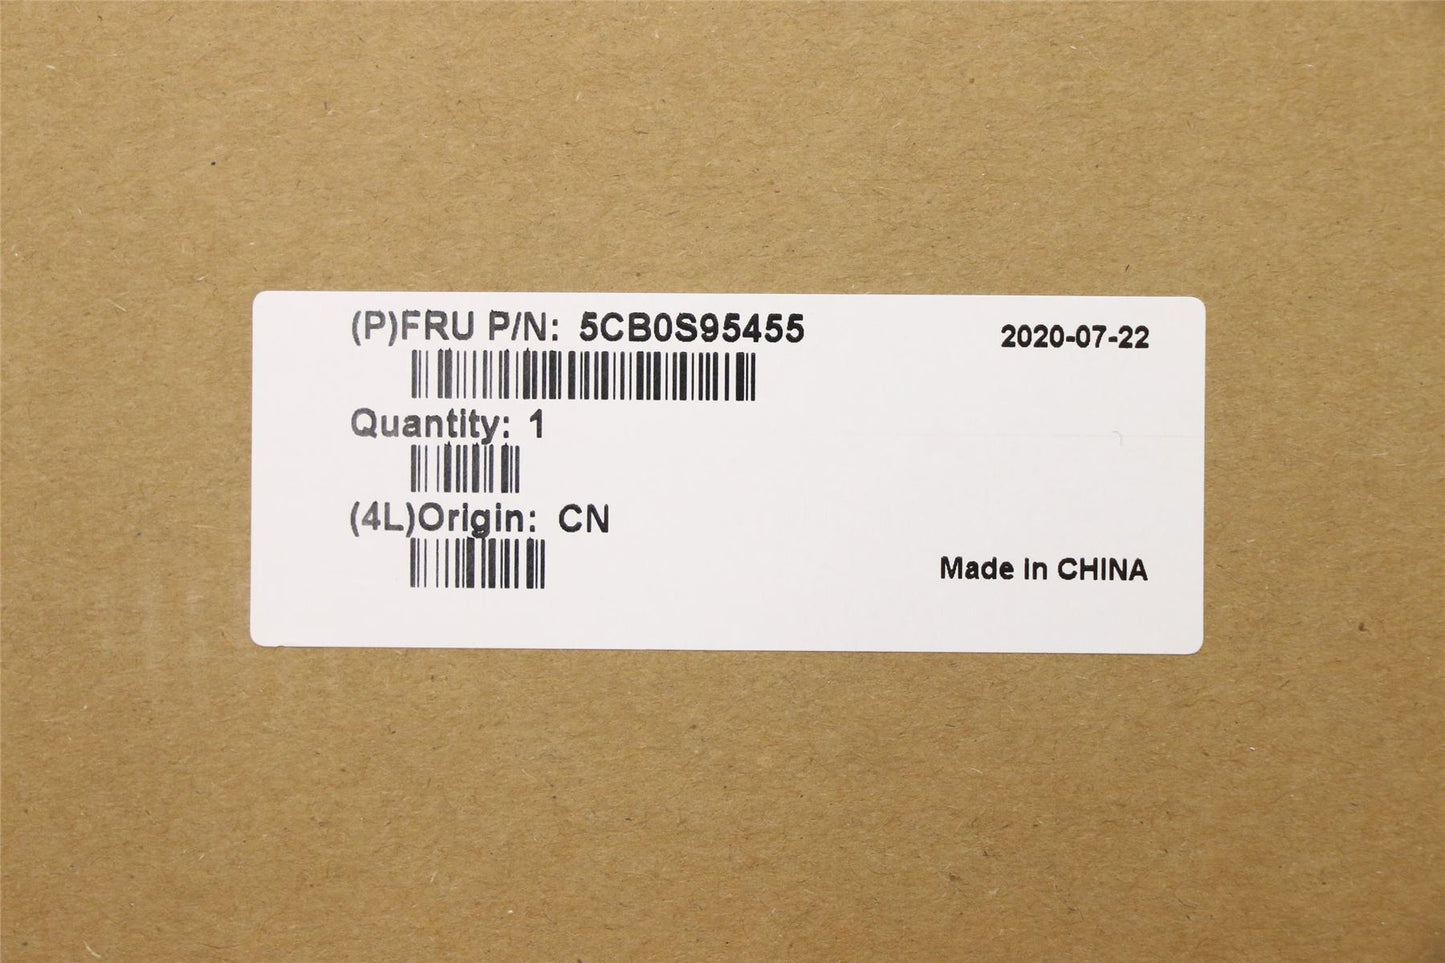 (P)FRU P/N: 5CB0S95455
2020-07-22
Quantity: 1
(4L)Origin: CN
Made in CHINA